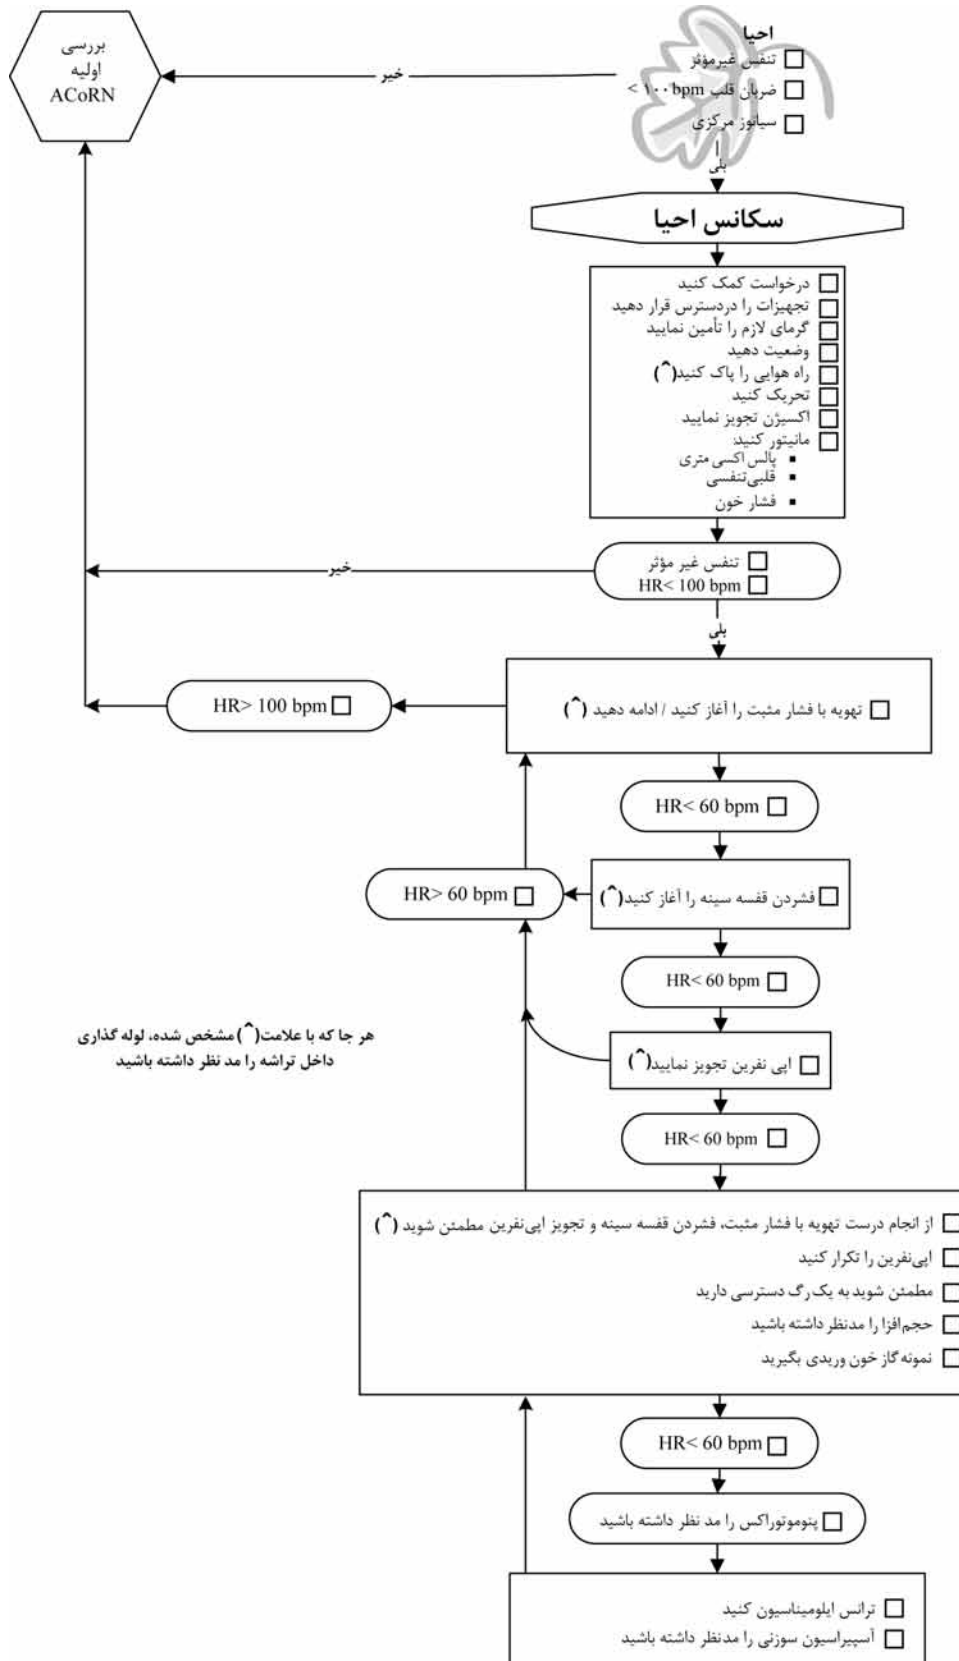 احیا
تنفس غیرمؤثر
ضربان قلب ۱۰۰bpm >
سیانوز مرکزی
خیر
بررسی
اولیه
ACoRN
بلی
سکانس احیا
درخواست کمک کنید
تجهیزات را دردسترس قرار دهید
گرمای لازم را تأمین نمایید
وضعیت دهید
راه هوایی را پاک کنید(^)
تحریک کنید
اکسیژن تجویز نمایید
مانیتور کنید:
▪ پالس اکسی متری
▪ قلبی‌تنفسی
▪ فشار خون
تنفس غیر مؤثر
HR< 100 bpm
خیر
بلی
تهویه با فشار مثبت را آغاز کنید / ادامه دهید (^)
HR> 100 bpm
HR< 60 bpm
فشردن قفسه سینه را آغاز کنید(^)
HR> 60 bpm
HR< 60 bpm
اپی نفرین تجویز نمایید(^)
هر جا که با علامت(^) مشخص شده، لوله گذاری
داخل تراشه را مد نظر داشته باشید
HR< 60 bpm
از انجام درست تهویه با فشار مثبت، فشردن قفسه سینه و تجویز اپی‌نفرین مطمئن شوید (^)
اپی‌نفرین را تکرار کنید
مطمئن شوید به یک رگ دسترسی دارید
حجم‌افزا را مدنظر داشته باشید
نمونه گاز خون وریدی بگیرید
HR< 60 bpm
پنوموتوراکس را مد نظر داشته باشید
ترانس ایلومیناسیون کنید
آسپیراسیون سوزنی را مدنظر داشته باشید